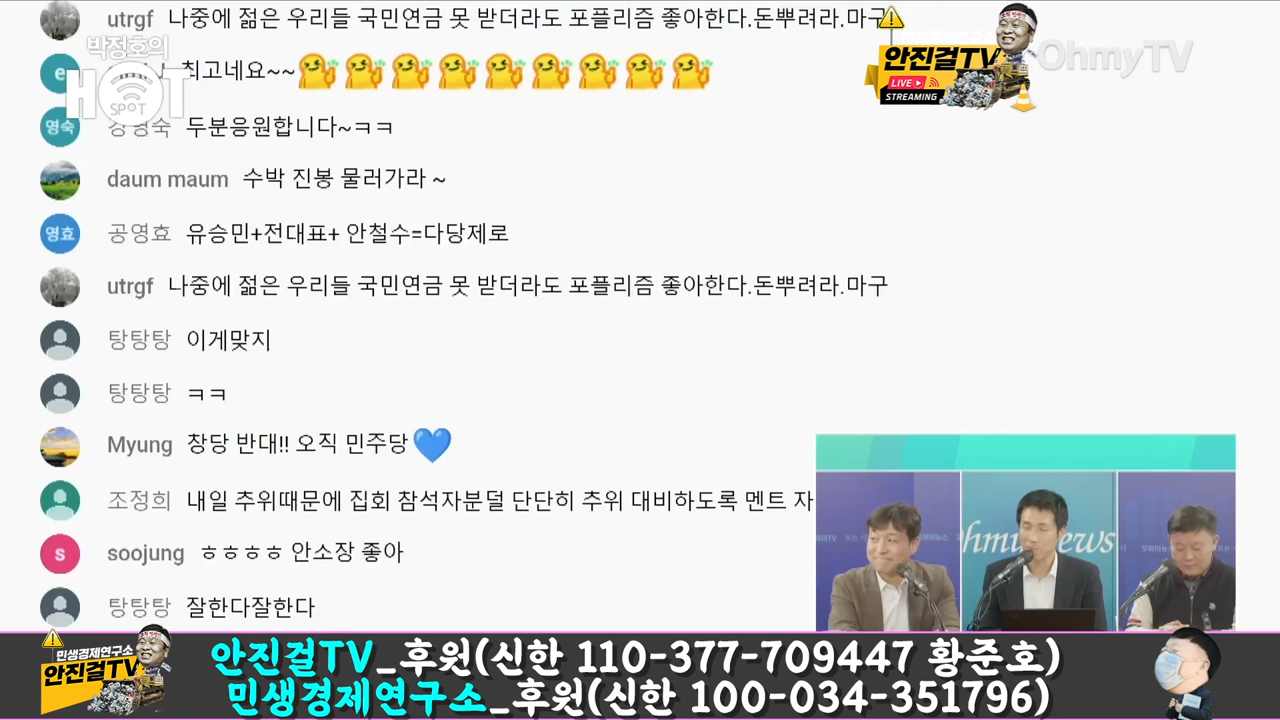 utrgf 나중에 젊은 우리들 국민연금 못 받더라도 포플리즘 좋아한다.돈뿌려라.마구
박정호의
HOT
SPOT
안진걸TV
LIVE
STREAMING
OhmyTV
e 최고네요~~
영숙 강영숙 두분응원합니다~ㅋㅋ
daum maum 수박 진봉 물러가라 ~
영효 공영효 유승민+전대표+ 안철수=다당제로
utrgf 나중에 젊은 우리들 국민연금 못 받더라도 포플리즘 좋아한다.돈뿌려라.마구
탕탕탕 이게맞지
탕탕탕 ㅋㅋ
Myung 창당 반대!! 오직 민주당
조정희 내일 추위때문에 집회 참석자분덜 단단히 추위 대비하도록 멘트 자
s soojung ㅎㅎㅎㅎ 안소장 좋아
탕탕탕 잘한다잘한다
민생경제연구소
안진걸TV
안진걸TV_후원(신한 110-377-709447 황준호)
민생경제연구소_후원(신한 100-034-351796)